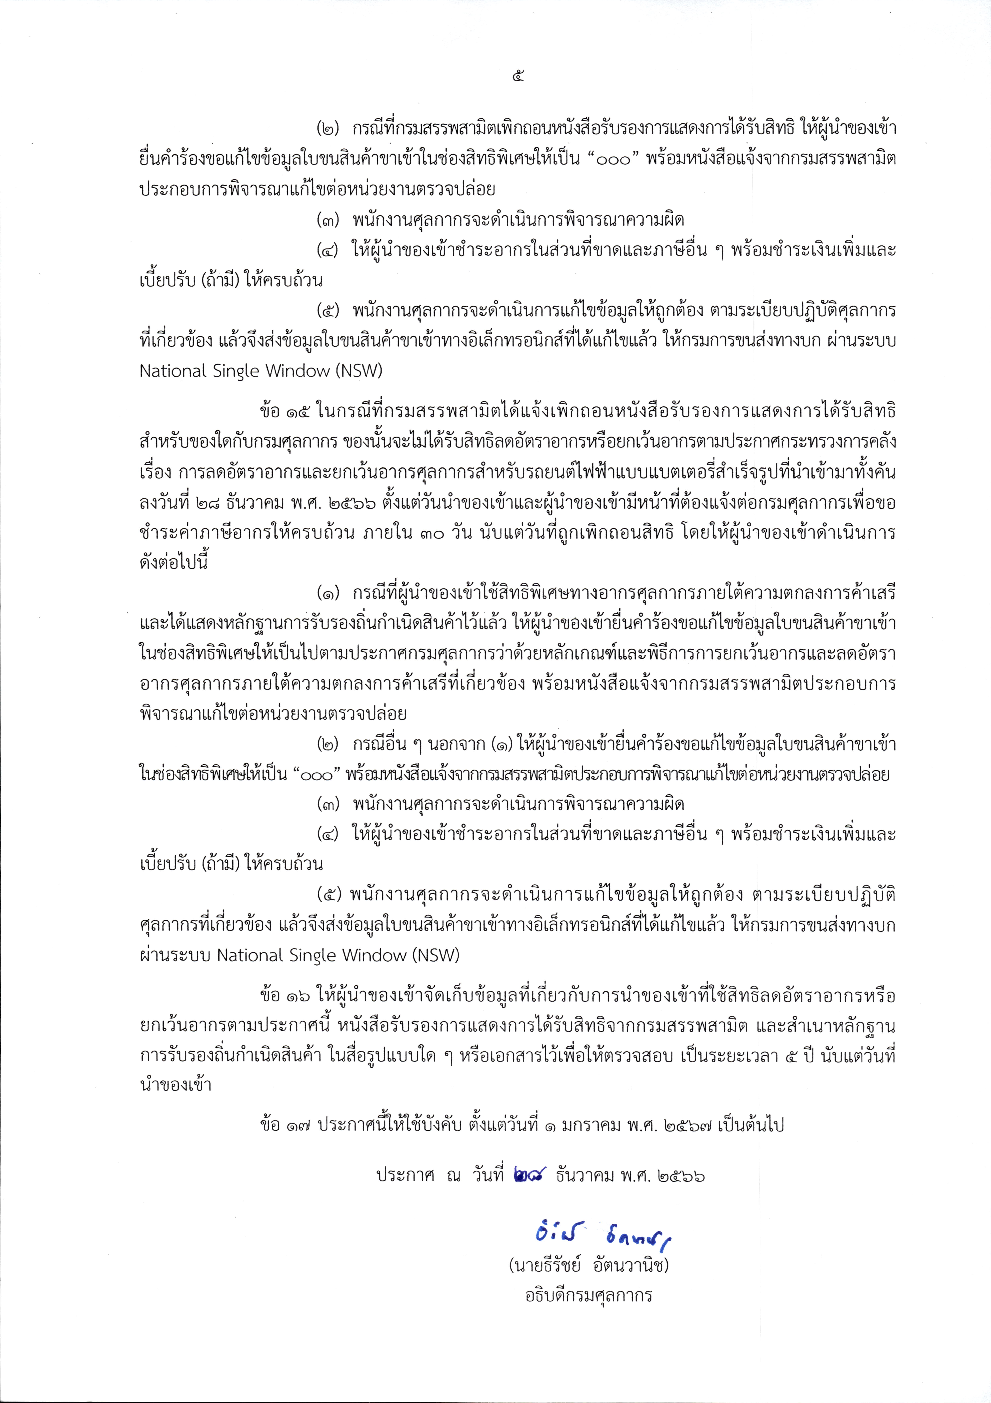 ๕
(๒) กรณีที่กรมสรรพสามิตเพิกถอนหนังสือรับรองการแสดงการได้รับสิทธิ ให้ผู้นำของเข้า
ยื่นคำร้องขอแก้ไขข้อมูลใบขนสินค้าขาเข้าในช่องสิทธิพิเศษให้เป็น “๐๐๐” พร้อมหนังสือแจ้งจากกรมสรรพสามิต
ประกอบการพิจารณาแก้ไขต่อหน่วยงานตรวจปล่อย
(๓) พนักงานศุลกากรจะดำเนินการพิจารณาความผิด
(๔) ให้ผู้นำของเข้าชำระอากรในส่วนที่ขาดและภาษีอื่น ๆ พร้อมชำระเงินเพิ่มและ
เบี้ยปรับ (ถ้ามี) ให้ครบถ้วน
(๕) พนักงานศุลกากรจะดำเนินการแก้ไขข้อมูลให้ถูกต้อง ตามระเบียบปฏิบัติศุลกากร
ที่เกี่ยวข้อง แล้วจึงส่งข้อมูลใบขนสินค้าขาเข้าทางอิเล็กทรอนิกส์ที่ได้แก้ไขแล้ว ให้กรมการขนส่งทางบก ผ่านระบบ
National Single Window (NSW)
ข้อ ๑๕ ในกรณีที่กรมสรรพสามิตได้แจ้งเพิกถอนหนังสือรับรองการแสดงการได้รับสิทธิ
สำหรับของใดกับกรมศุลกากร ของนั้นจะไม่ได้รับสิทธิลดอัตราอากรหรือยกเว้นอากรตามประกาศกระทรวงการคลัง
เรื่อง การลดอัตราอากรและยกเว้นอากรศุลกากรสำหรับรถยนต์ไฟฟ้าแบบแบตเตอรี่สำเร็จรูปที่นำเข้ามาทั้งคัน
ลงวันที่ ๒๘ ธันวาคม พ.ศ. ๒๕๖๖ ตั้งแต่วันนำของเข้าและผู้นำของเข้ามีหน้าที่ต้องแจ้งต่อกรมศุลกากรเพื่อขอ
ชำระค่าภาษีอากรให้ครบถ้วน ภายใน ๓๐ วัน นับแต่วันที่ถูกเพิกถอนสิทธิ โดยให้ผู้นำของเข้าดำเนินการ
ดังต่อไปนี้
(๑) กรณีที่ผู้นำของเข้าใช้สิทธิพิเศษทางอากรศุลกากรภายใต้ความตกลงการค้าเสรี
และได้แสดงหลักฐานการรับรองถิ่นกำเนิดสินค้าไว้แล้ว ให้ผู้นำของเข้ายื่นคำร้องขอแก้ไขข้อมูลใบขนสินค้าขาเข้า
ในช่องสิทธิพิเศษให้เป็นไปตามประกาศกรมศุลกากรว่าด้วยหลักเกณฑ์และพิธีการการยกเว้นอากรและลดอัตรา
อากรศุลกากรภายใต้ความตกลงการค้าเสรีที่เกี่ยวข้อง พร้อมหนังสือแจ้งจากกรมสรรพสามิตประกอบการ
พิจารณาแก้ไขต่อหน่วยงานตรวจปล่อย
(๒) กรณีอื่น ๆ นอกจาก (๑) ให้ผู้นำของเข้ายื่นคำร้องขอแก้ไขข้อมูลใบขนสินค้าขาเข้า
ในช่องสิทธิพิเศษให้เป็น “๐๐๐” พร้อมหนังสือแจ้งจากกรมสรรพสามิตประกอบการพิจารณาแก้ไขต่อหน่วยงานตรวจปล่อย
(๓) พนักงานศุลกากรจะดำเนินการพิจารณาความผิด
(๔) ให้ผู้นำของเข้าชำระอากรในส่วนที่ขาดและภาษีอื่น ๆ พร้อมชำระเงินเพิ่มและ
เบี้ยปรับ (ถ้ามี) ให้ครบถ้วน
(๕) พนักงานศุลกากรจะดำเนินการแก้ไขข้อมูลให้ถูกต้อง ตามระเบียบปฏิบัติ
ศุลกากรที่เกี่ยวข้อง แล้วจึงส่งข้อมูลใบขนสินค้าขาเข้าทางอิเล็กทรอนิกส์ที่ได้แก้ไขแล้ว ให้กรมการขนส่งทางบก
ผ่านระบบ National Single Window (NSW)
ข้อ ๑๖ ให้ผู้นำของเข้าจัดเก็บข้อมูลที่เกี่ยวกับการนำของเข้าที่ใช้สิทธิลดอัตราอากรหรือ
ยกเว้นอากรตามประกาศนี้ หนังสือรับรองการแสดงการได้รับสิทธิจากกรมสรรพสามิต และสำเนาหลักฐาน
การรับรองถิ่นกำเนิดสินค้า ในสื่อรูปแบบใด ๆ หรือเอกสารไว้เพื่อให้ตรวจสอบ เป็นระยะเวลา ๕ ปี นับแต่วันที่
นำของเข้า
ข้อ ๑๗ ประกาศนี้ให้ใช้บังคับ ตั้งแต่วันที่ ๑ มกราคม พ.ศ. ๒๕๖๗ เป็นต้นไป
ประกาศ ณ วันที่ ๒๘ ธันวาคม พ.ศ. ๒๕๖๖
(นายธีรัชย์ อัตนวานิช)
อธิบดีกรมศุลกากร